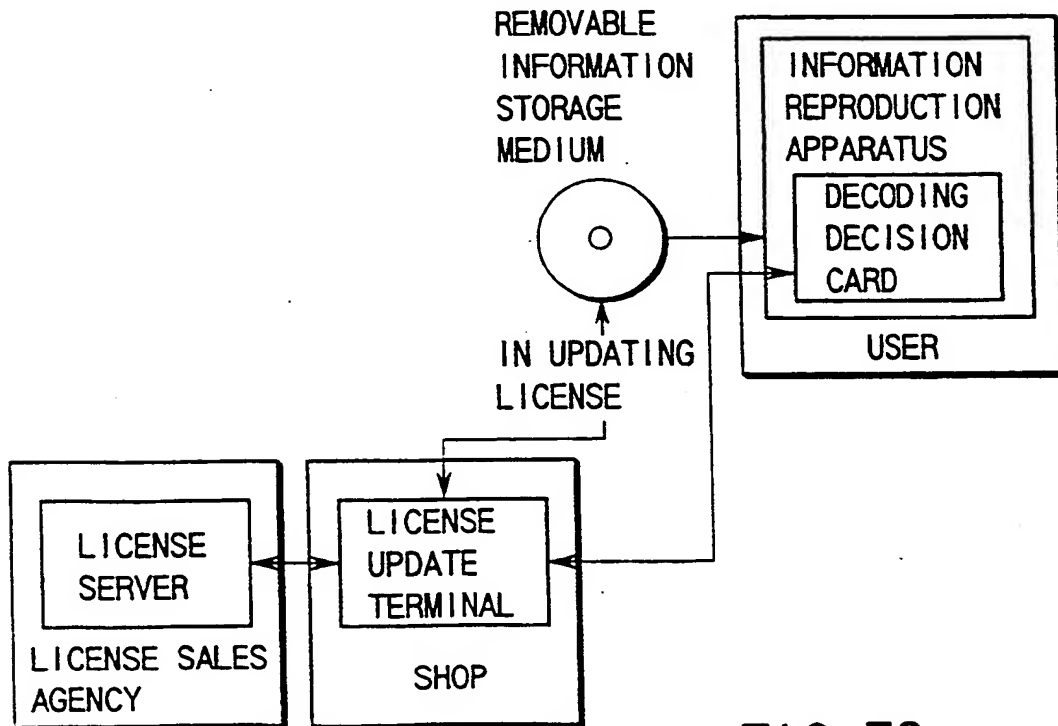 REMOVABLE
INFORMATION
STORAGE
MEDIUM
INFORMATION
REPRODUCTION
APPARATUS
DECODING
DECISION
CARD
USER
IN UPDATING
LICENSE
LICENSE
SERVER
LICENSE SALES
AGENCY
LICENSE
UPDATE
TERMINAL
SHOP